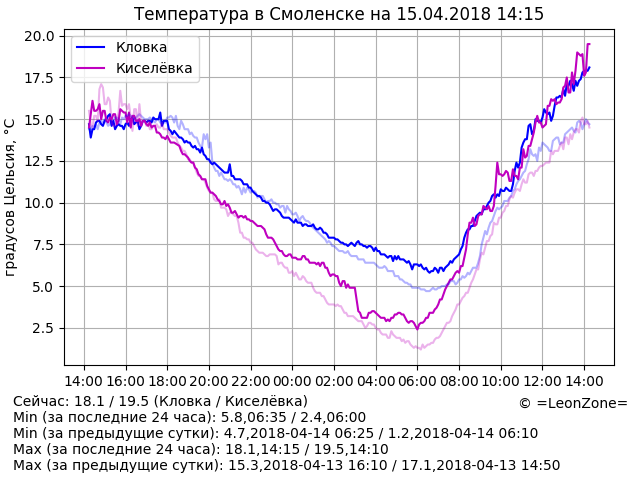 Температура в Смоленске на 15.04.2018 14:15
20.0
17.5
15.0
12.5
10.0
7.5
5.0
2.5
градусов Цельсия, °C
Кловка
Киселёвка
14:00 16:00 18:00 20:00 22:00 00:00 02:00 04:00 06:00 08:00 10:00 12:00 14:00
Сейчас: 18.1 / 19.5 (Кловка / Киселёвка)
© =LeonZone=
Min (за последние 24 часа): 5.8,06:35 / 2.4,06:00
Min (за предыдущие сутки): 4.7,2018-04-14 06:25 / 1.2,2018-04-14 06:10
Max (за последние 24 часа): 18.1,14:15 / 19.5,14:10
Max (за предыдущие сутки): 15.3,2018-04-13 16:10 / 17.1,2018-04-13 14:50